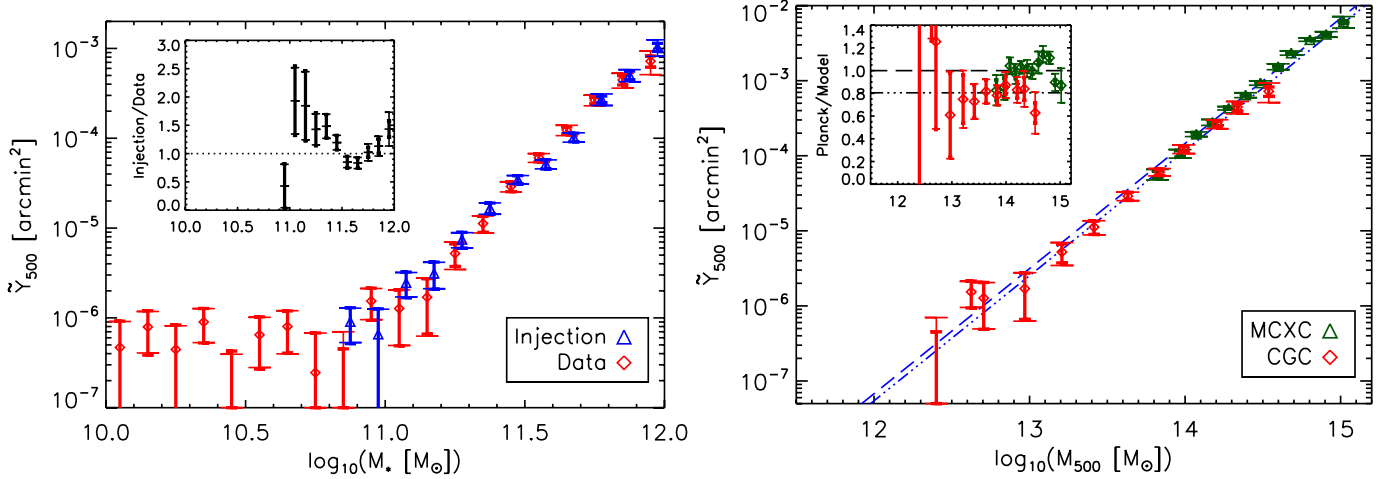 10⁻³
10⁻⁴
10⁻⁵
10⁻⁶
10⁻⁷
Ỹ₅₀₀ [arcmin²]
3.0
2.5
2.0
1.5
1.0
0.5
0.0
Injection/Data
10.0 10.5 11.0 11.5 12.0
Injection
Data
10.0 10.5 11.0 11.5 12.0
log₁₀(M* [M⊙])
10⁻²
10⁻³
10⁻⁴
10⁻⁵
10⁻⁶
10⁻⁷
Ỹ₅₀₀ [arcmin²]
1.4
1.2
1.0
0.8
0.6
0.4
0.2
0.0
Planck/Model
12 13 14 15
MCXC
CGC
12 13 14 15
log₁₀(M₅₀₀ [M⊙])